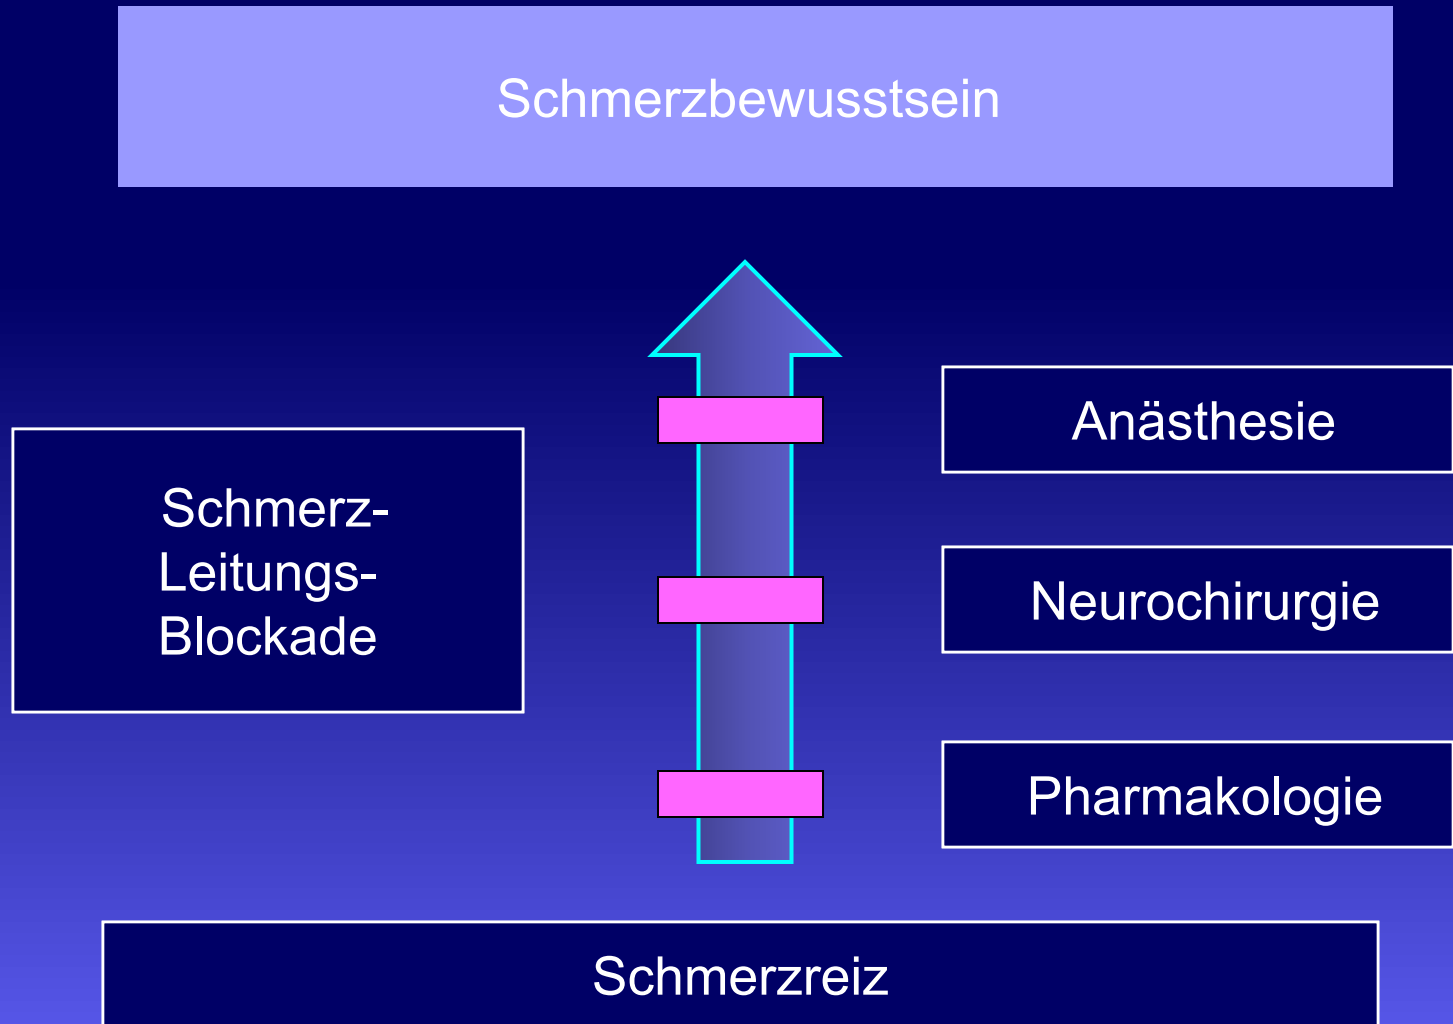 Schmerzbewusstsein
Anästhesie
Schmerz-
Leitungs-
Blockade
Neurochirurgie
Pharmakologie
Schmerzreiz